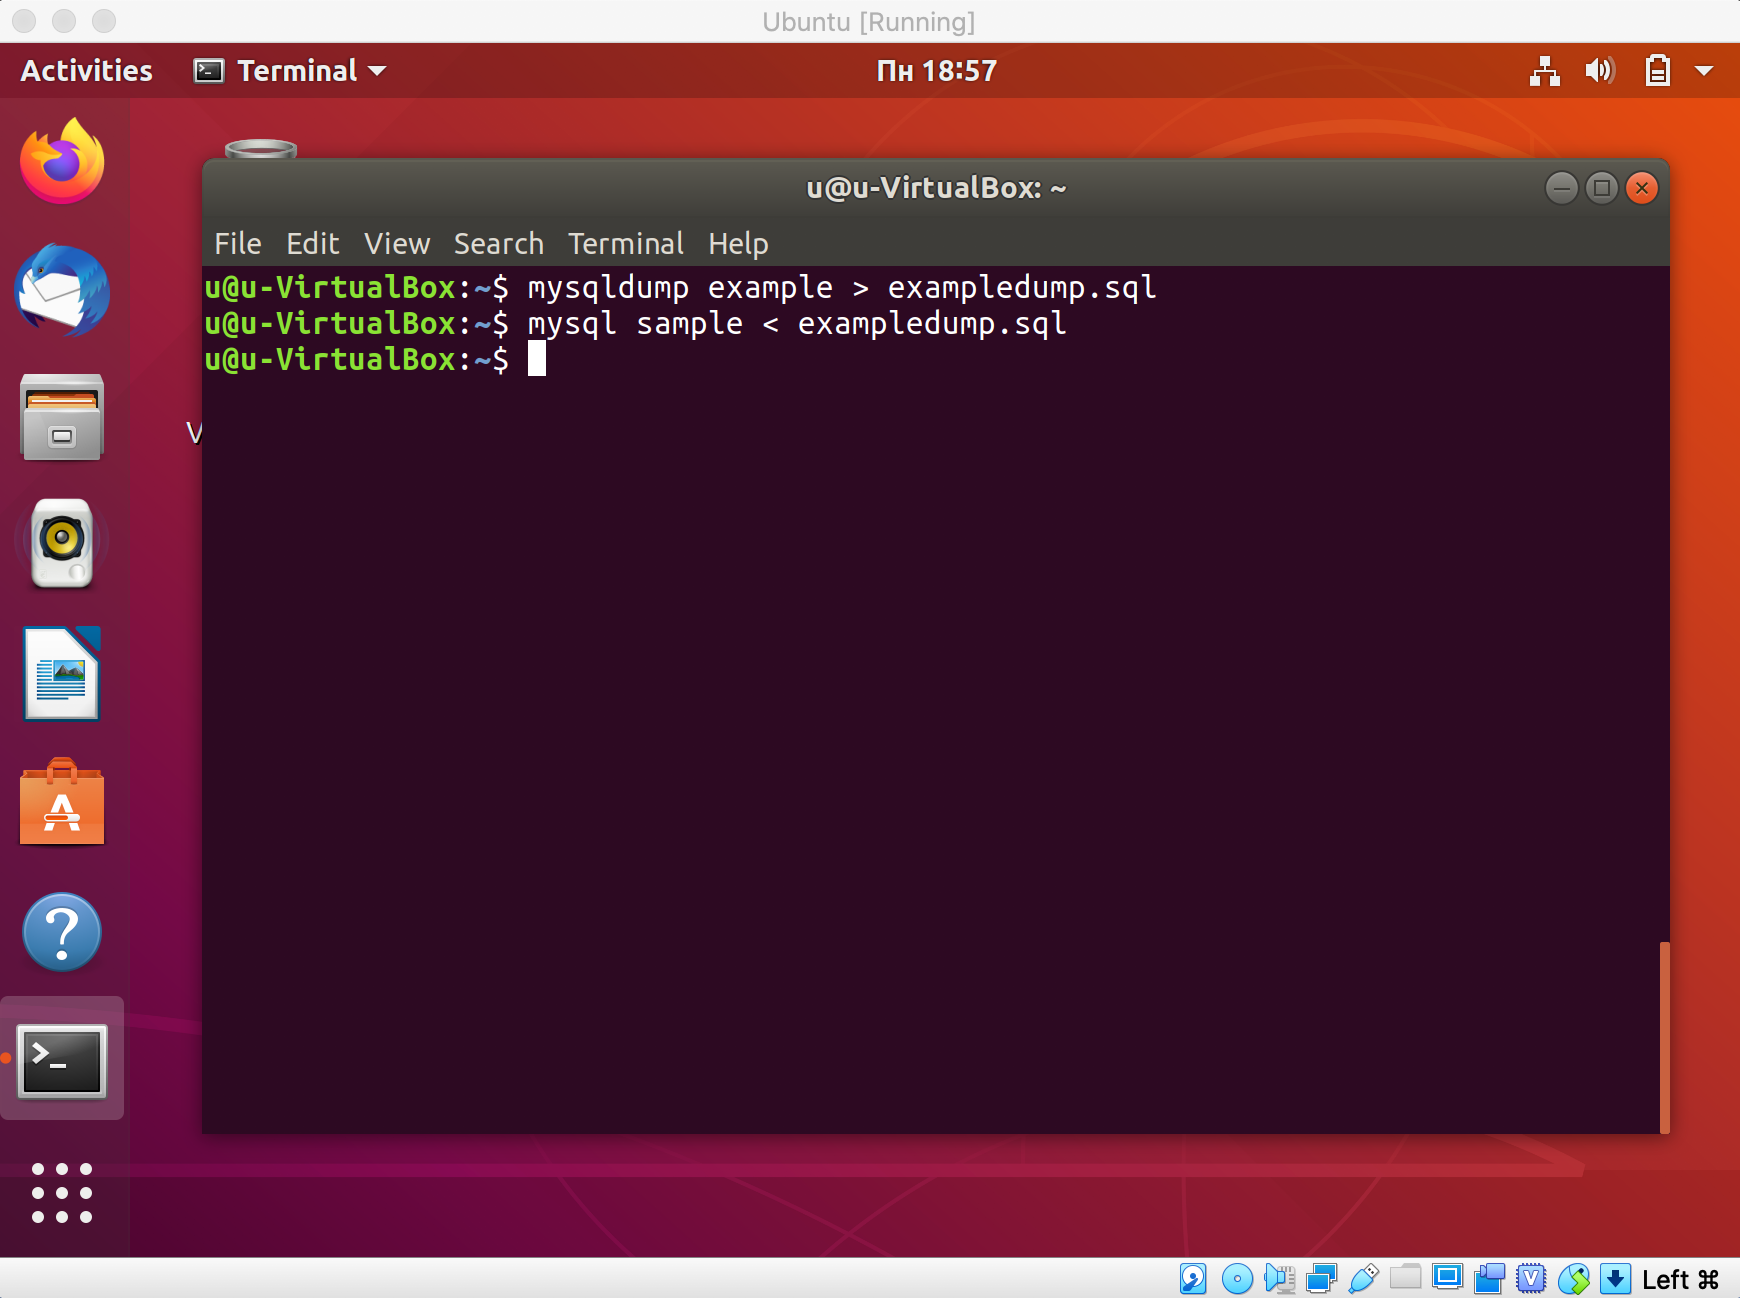 Ubuntu [Running]
Activities Terminal Пн 18:57
u@u-VirtualBox: ~
File Edit View Search Terminal Help
u@u-VirtualBox:~$ mysqldump example > exampledump.sql
u@u-VirtualBox:~$ mysql sample < exampledump.sql
u@u-VirtualBox:~$
V
Left ⌘